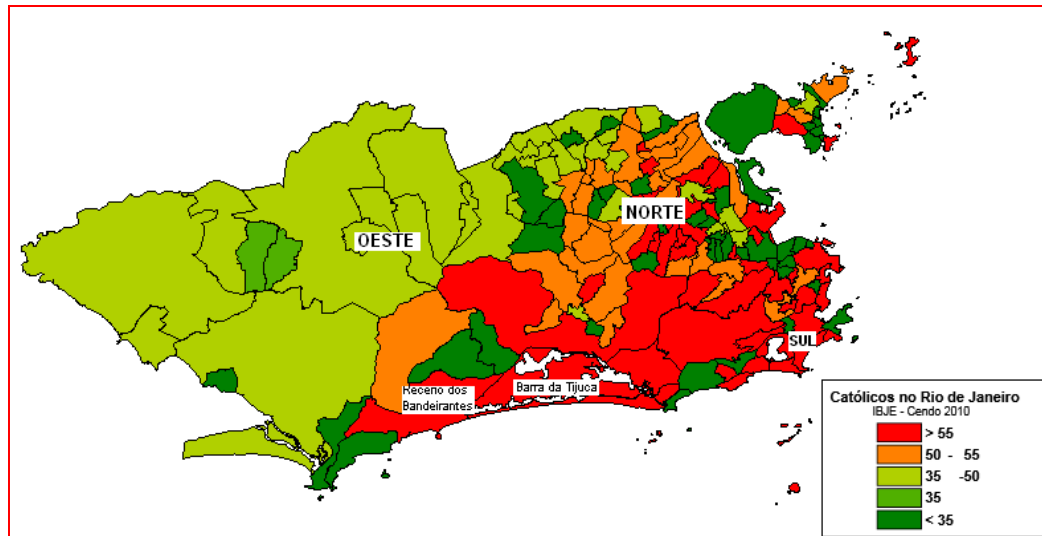 OESTE
NORTE
SUL
Receno dos
Bandeirantes
Barra da Tijuca
Católicos no Rio de Janeiro
IBJE - Cendo 2010
> 55
50 - 55
35 -50
35
< 35